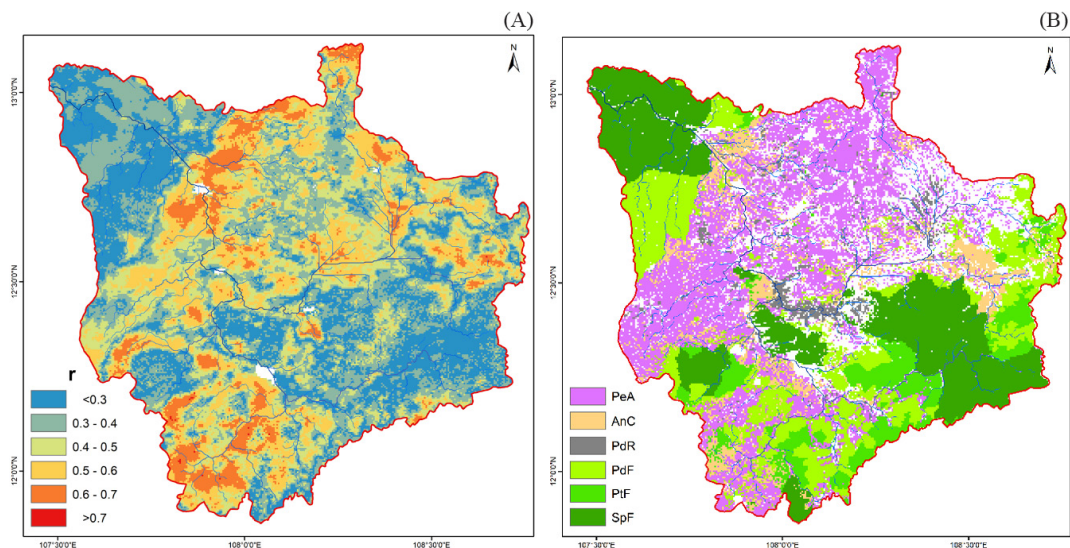 (A)
(B)
N
N
13°0'0"N
12°30'0"N
12°0'0"N
13°0'0"N
12°30'0"N
12°0'0"N
r
<0.3
0.3 - 0.4
0.4 - 0.5
0.5 - 0.6
0.6 - 0.7
>0.7
PeA
AnC
PdR
PdF
PtF
SpF
107°30'0"E
108°0'0"E
108°30'0"E
107°30'0"E
108°0'0"E
108°30'0"E